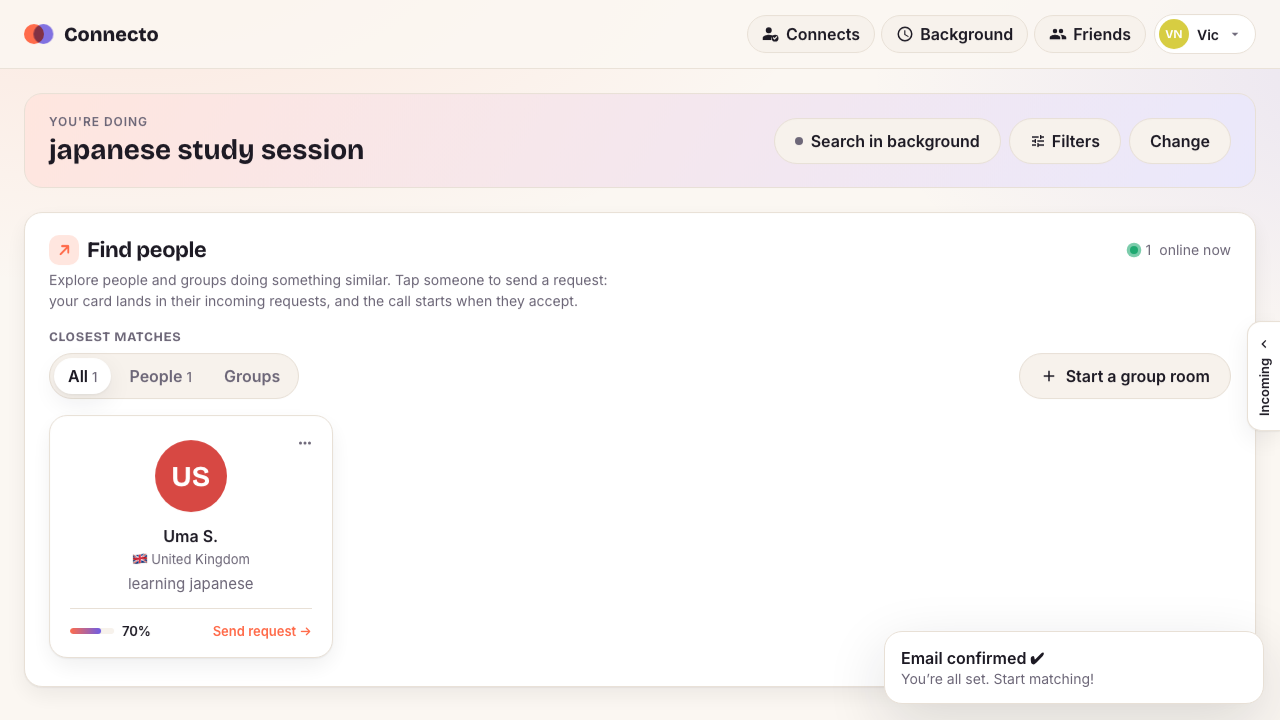 Connecto
Connects
Background
Friends
VN
Vic
YOU'RE DOING
japanese study session
Search in background
Filters
Change
Find people
1 online now
Explore people and groups doing something similar. Tap someone to send a request:
your card lands in their incoming requests, and the call starts when they accept.
CLOSEST MATCHES
All 1
People 1
Groups
+ Start a group room
Incoming
US
Uma S.
🇬🇧 United Kingdom
learning japanese
70%
Send request →
Email confirmed ✔
You’re all set. Start matching!